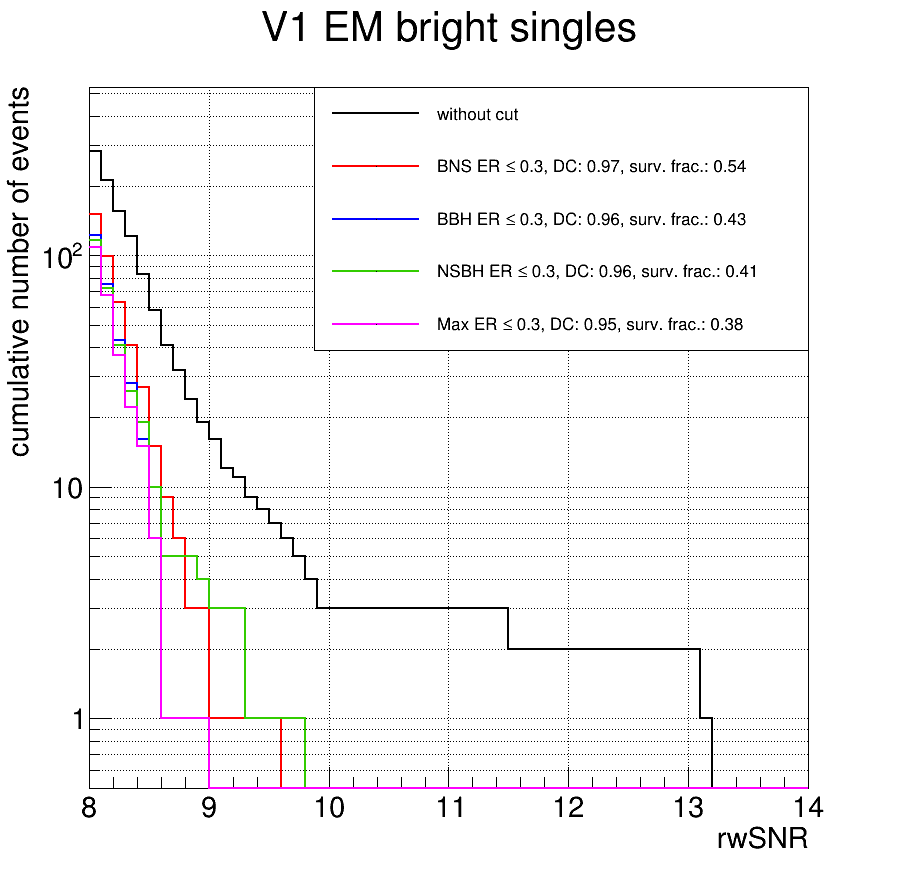 V1 EM bright singles
cumulative number of events
10²
10
1
without cut
BNS ER ≤ 0.3, DC: 0.97, surv. frac.: 0.54
BBH ER ≤ 0.3, DC: 0.96, surv. frac.: 0.43
NSBH ER ≤ 0.3, DC: 0.96, surv. frac.: 0.41
Max ER ≤ 0.3, DC: 0.95, surv. frac.: 0.38
8 9 10 11 12 13 14
rwSNR